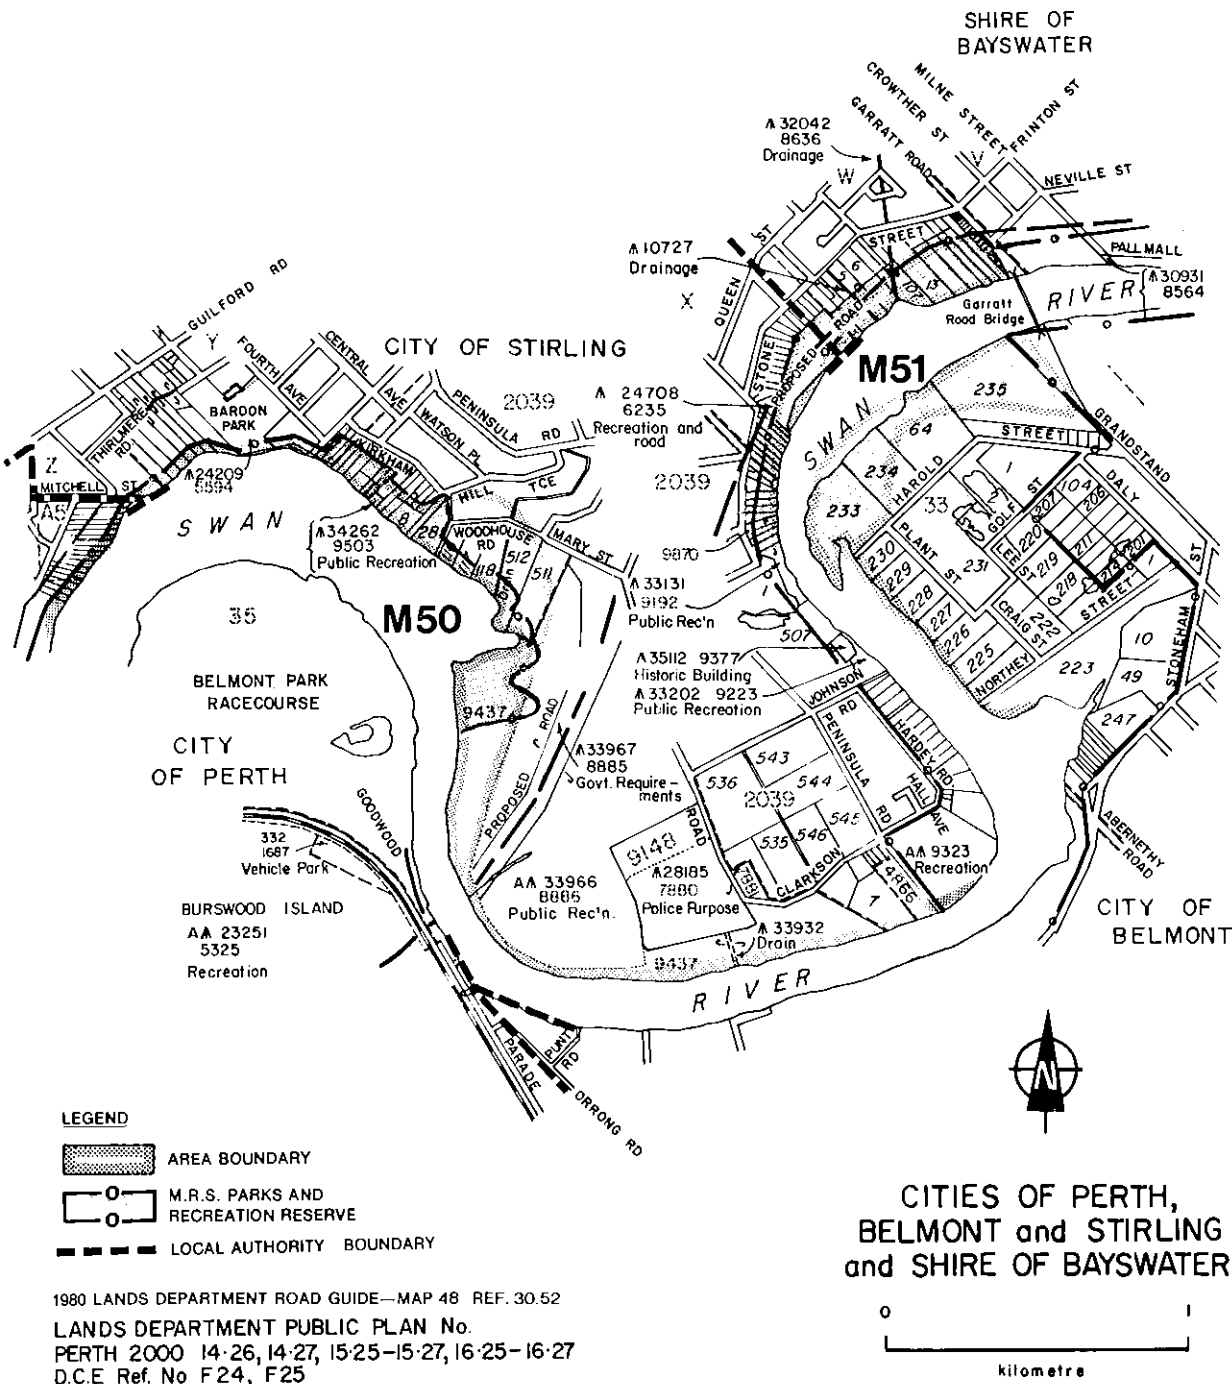 SHIRE OF
BAYSWATER
MILNE STREET
CROWTHER ST
GARRATT ROAD
FRINTON ST
NEVILLE ST
PALL MALL
V
W
X
32042
8636
Drainage
10727
Drainage
QUEEN ST
STREET
5
6
13
STONE
PROPOSED ROAD
Garratt
Road Bridge
RIVER
30931
8564
M51
SWAN
GUILFORD RD
Y
FOURTH AVE
CENTRAL AVE
CITY OF STIRLING
PENINSULA RD
2039
WATSON PL
THIRLMERE RD
BARDON
PARK
KIRKHAM
HILL
TCE
Z
MITCHELL ST
A5
24209
5894
SWAN
34262
9503
Public Recreation
8
28
WOODHOUSE
RD
118
512
511
MARY ST
24708
6235
Recreation and
road
2039
9870
33131
9192
Public Rec'n
1
507
35112 9377
Historic Building
33202 9223
Public Recreation
235
64
234
233
HAROLD
STREET
GRANDSTAND
DALY
33
1
2
GOLF ST
LEE ST
PLANT ST
CRAIG ST
NORTHEY
STREET
104
206
207
211
220
219
218
214
201
1
222
223
231
230
229
228
227
226
225
STONEHAM ST
10
49
247
35
M50
BELMONT PARK
RACECOURSE
CITY
OF PERTH
9437
PROPOSED ROAD
33967
8885
Govt. Require-
ments
JOHNSON
RD
PENINSULA
RD
HARDEY RD
HALL AVE
536
543
544
2039
545
546
535
ROAD
CLARKSON
9148
28185
7880
Police Purpose
7881
4866
7
9323
Recreation
33932
Drain
9437
33966
8886
Public Rec'n.
GOODWOOD
PARADE
332
1687
Vehicle Park
BURSWOOD ISLAND
23251
5325
Recreation
RIVER
PUNT
RD
ORRONG RD
ABERNETHY
ROAD
CITY OF
BELMONT
N
LEGEND
AREA BOUNDARY
M.R.S. PARKS AND
RECREATION RESERVE
LOCAL AUTHORITY BOUNDARY
1980 LANDS DEPARTMENT ROAD GUIDE—MAP 48 REF. 30.52
LANDS DEPARTMENT PUBLIC PLAN No.
PERTH 2000 14·26, 14·27, 15·25-15·27, 16·25-16·27
D.C.E Ref. No F24, F25
CITIES OF PERTH,
BELMONT and STIRLING
and SHIRE OF BAYSWATER
0 1
kilometre